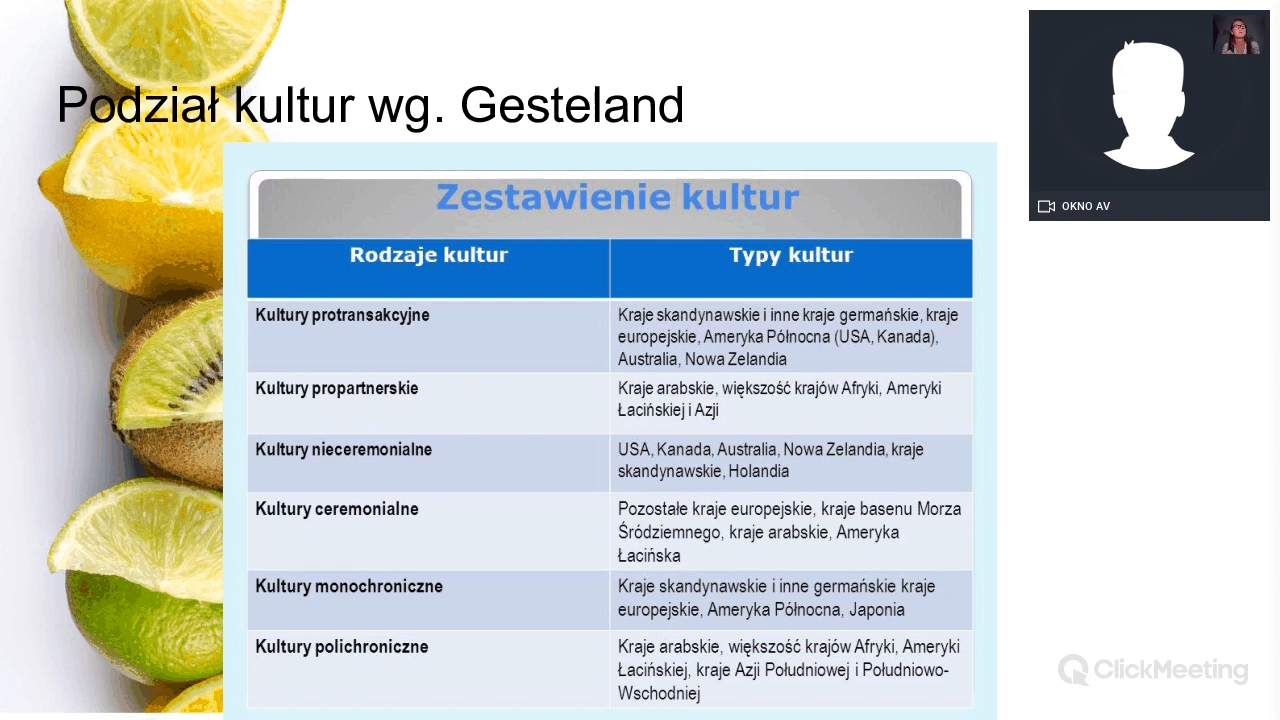 Podział kultur wg. Gesteland
Zestawienie kultur
Rodzaje kultur
Typy kultur
Kultury protransakcyjne
Kraje skandynawskie i inne kraje germańskie, kraje
europejskie, Ameryka Północna (USA, Kanada),
Australia, Nowa Zelandia
Kultury propartnerskie
Kraje arabskie, większość krajów Afryki, Ameryki
Łacińskiej i Azji
Kultury nieceremonialne
USA, Kanada, Australia, Nowa Zelandia, kraje
skandynawskie, Holandia
Kultury ceremonialne
Pozostałe kraje europejskie, kraje basenu Morza
Śródziemnego, kraje arabskie, Ameryka
Łacińska
Kultury monochroniczne
Kraje skandynawskie i inne germańskie kraje
europejskie, Ameryka Północna, Japonia
Kultury polichroniczne
Kraje arabskie, większość krajów Afryki, Ameryki
Łacińskiej, kraje Azji Południowej i Południowo-
Wschodniej
OKNO AV
ClickMeeting